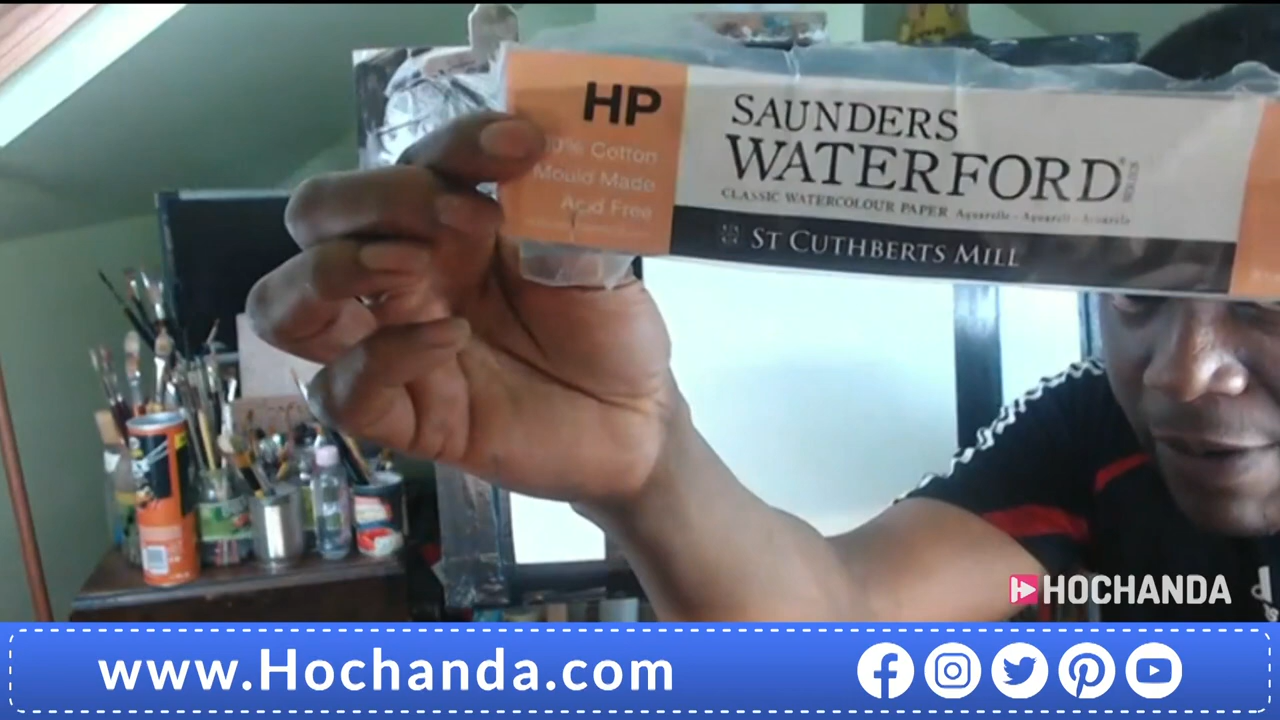 HP
Cotton
Mould Made
Acid Free
SAUNDERS
WATERFORD®
CLASSIC WATERCOLOUR PAPER Aquarelle - Aquarell - Acuarela
ST CUTHBERTS MILL
HOCHANDA
www.Hochanda.com